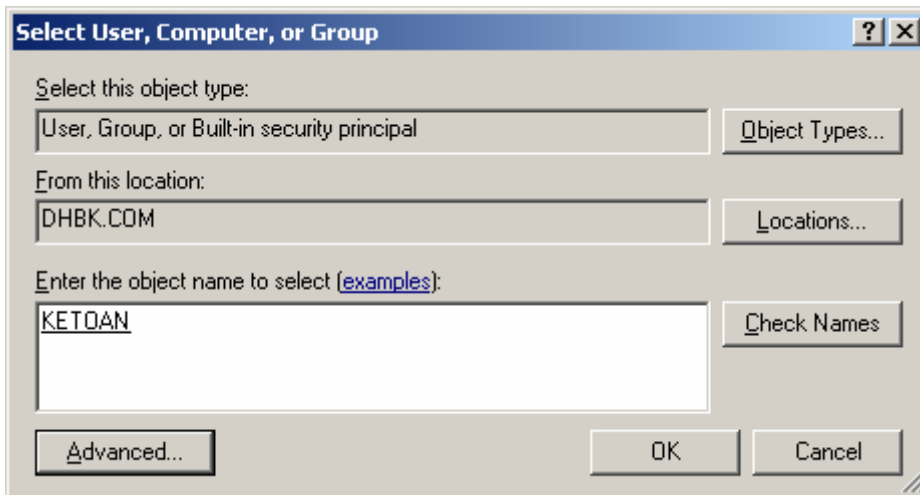 Select User, Computer, or Group
Select this object type:
User, Group, or Built-in security principal
Object Types...
From this location:
DHBK.COM
Locations...
Enter the object name to select (examples):
KETOAN
Check Names
Advanced...
OK
Cancel